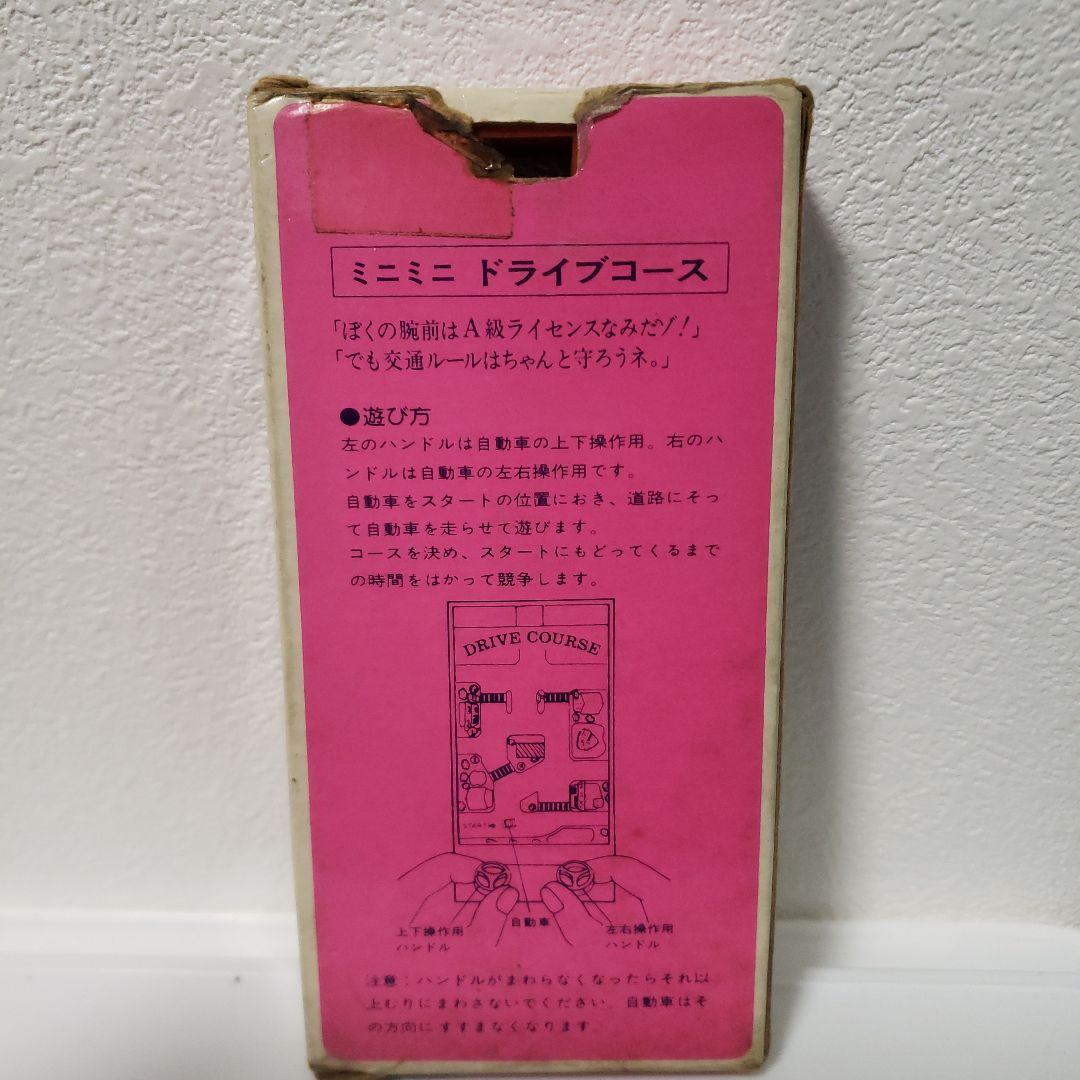 ミニミニ ドライブコース
「ぼくの腕前はA級ライセンスなみだゾ!」
「でも交通ルールはちゃんと守ろうネ。」
●遊び方
左のハンドルは自動車の上下操作用。右のハ
ンドルは自動車の左右操作用です。
自動車をスタートの位置におき、道路にそっ
て自動車を走らせて遊びます。
コースを決め、スタートにもどってくるまで
の時間をはかって競争します。
DRIVE COURSE
START→
上下操作用
ハンドル
自動車
左右操作用
ハンドル
注意:ハンドルがまわらなくなったらそれ以
上むりにまわさないでください。自動車はそ
の方向にすすまなくなります。